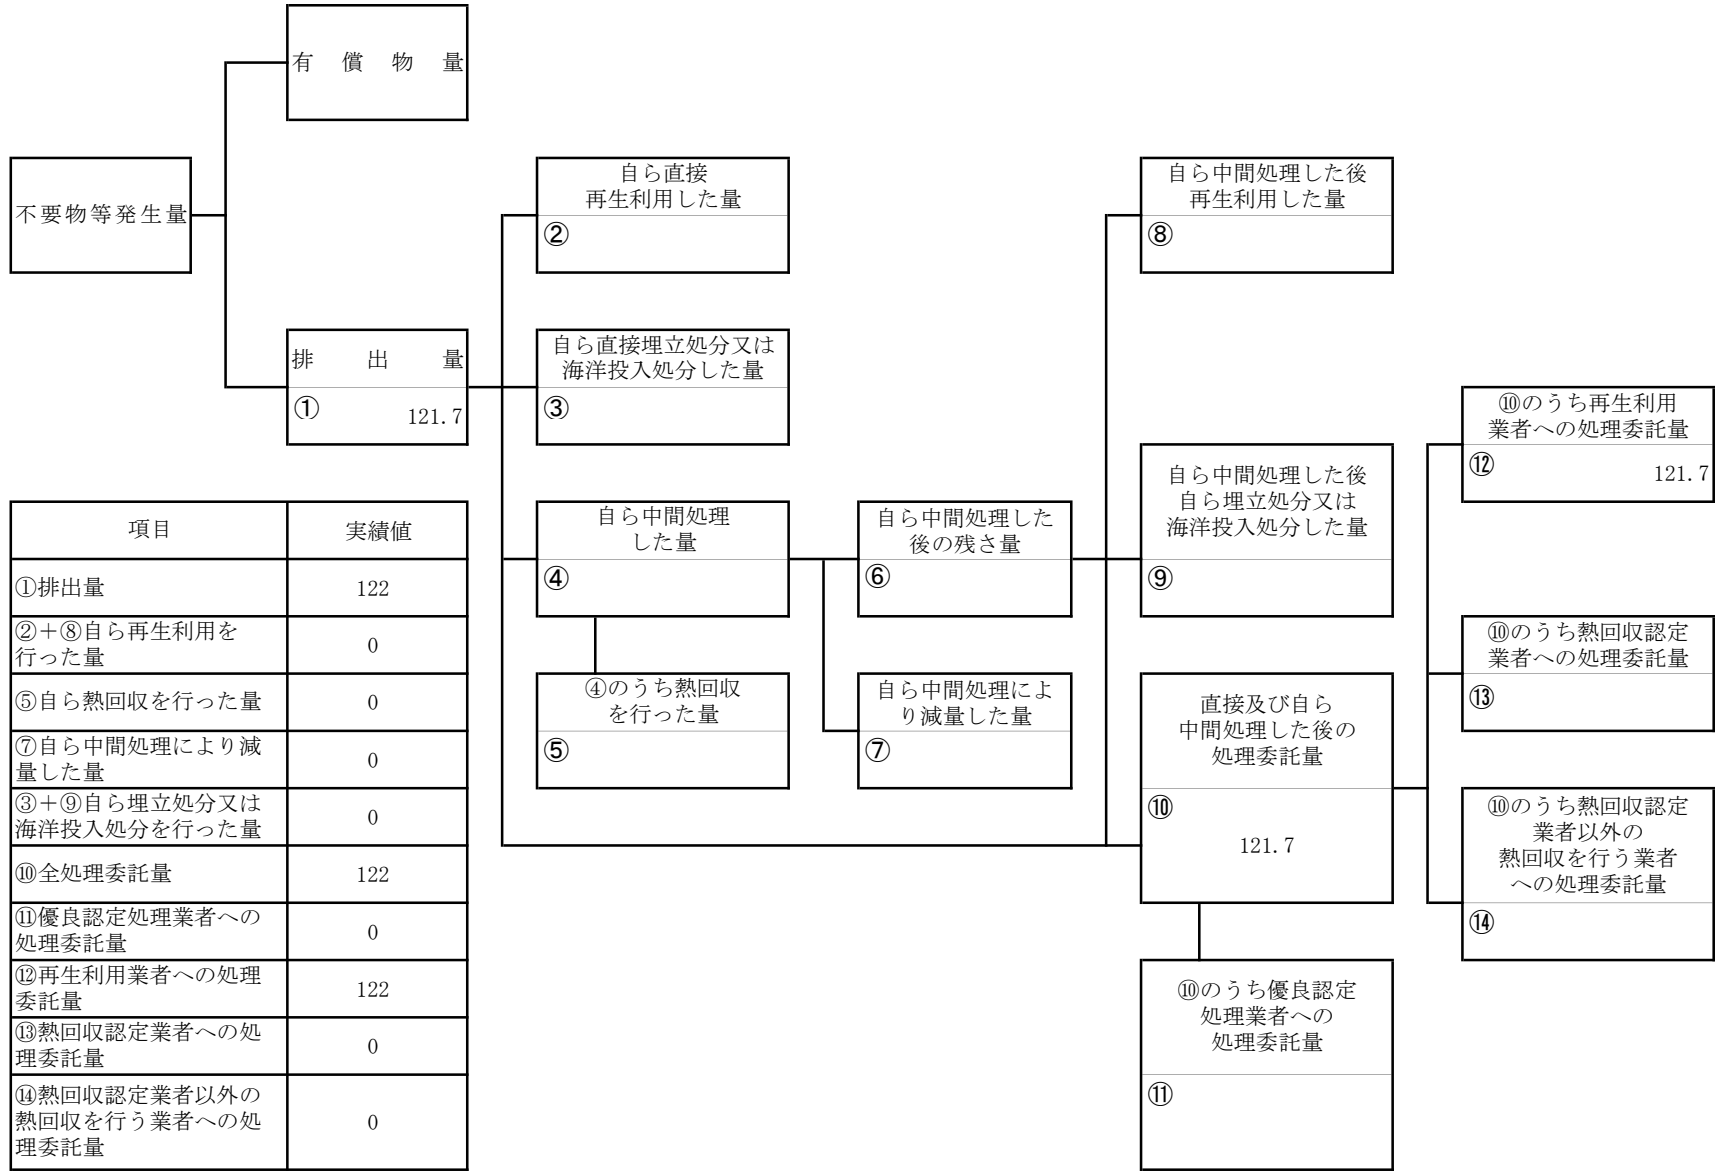 有償物量
不要物等発生量
排出量
①
121.7
自ら直接
再生利用した量
②
自ら直接埋立処分又は
海洋投入処分した量
③
自ら中間処理
した量
④
④のうち熱回収
を行った量
⑤
自ら中間処理した
後の残さ量
⑥
自ら中間処理によ
り減量した量
⑦
自ら中間処理した後
再生利用した量
⑧
自ら中間処理した後
自ら埋立処分又は
海洋投入処分した量
⑨
直接及び自ら
中間処理した後の
処理委託量
⑩
121.7
⑩のうち優良認定
処理業者への
処理委託量
⑪
⑩のうち再生利用
業者への処理委託量
⑫
121.7
⑩のうち熱回収認定
業者への処理委託量
⑬
⑩のうち熱回収認定
業者以外の
熱回収を行う業者
への処理委託量
⑭
項目 実績値
①排出量 122
②＋⑧自ら再生利用を
行った量 0
⑤自ら熱回収を行った量 0
⑦自ら中間処理により減
量した量 0
③＋⑨自ら埋立処分又は
海洋投入処分を行った量 0
⑩全処理委託量 122
⑪優良認定処理業者への
処理委託量 0
⑫再生利用業者への処理
委託量 122
⑬熱回収認定業者への処
理委託量 0
⑭熱回収認定業者以外の
熱回収を行う業者への処
理委託量 0